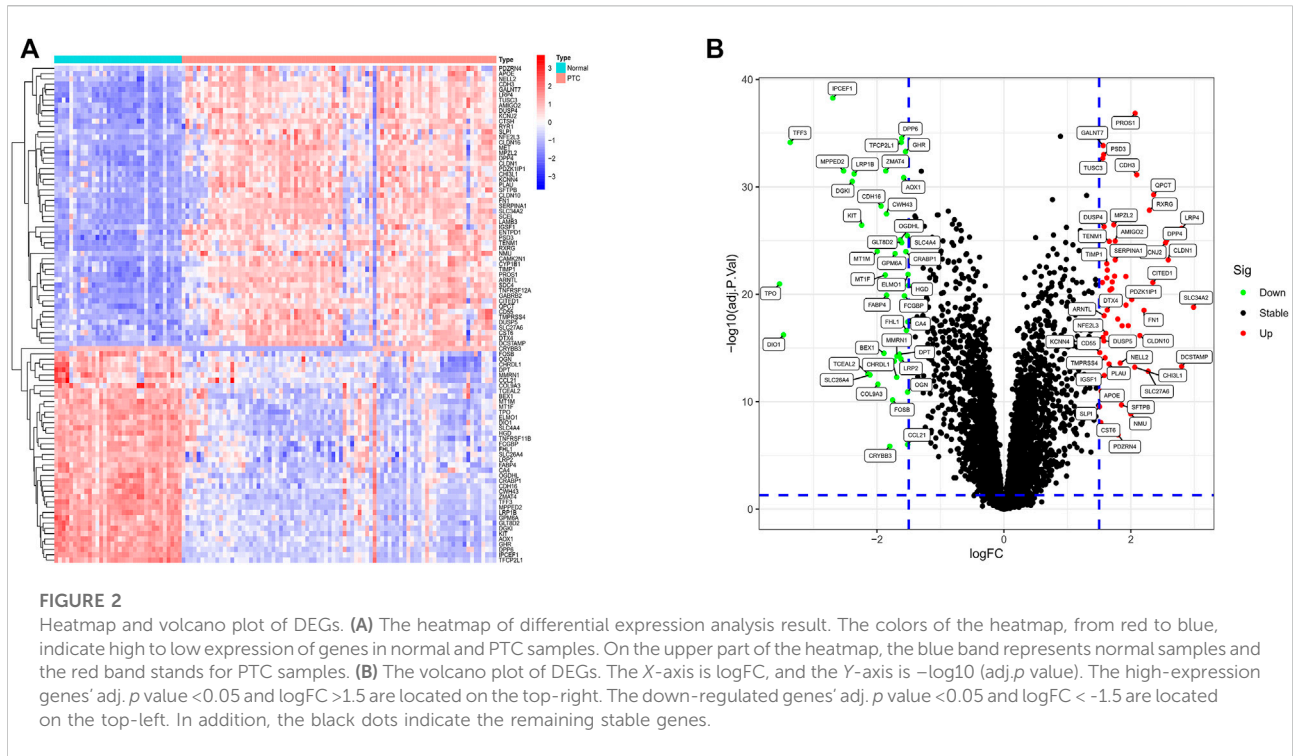 A
Type
3
2
1
0
−1
−2
−3
Type
Normal
PTC
PDZRN4
APOE
NELL2
CDH3
GALNT7
LRP4
TUSC3
AMIGO2
DUSP4
KCNJ2
CTSH
RYR1
SLPI
NFE2L3
CLDN16
MET
MPZL2
DPP4
CLDN1
PDZK1IP1
CHI3L1
KCNN4
PLAU
SFTPB
CLDN10
FN1
SERPINA1
SLC34A2
SCEL
LAMB3
IGSF1
ENTPD1
PSD3
TENM1
RXRG
NMU
CAMK2N1
CYP1B1
TIMP1
PROS1
ARNTL
SDC4
TNFRSF12A
GABRB2
CITED1
QPCT
CD55
TMPRSS4
DUSP5
SLC27A6
CST6
DTX4
DCSTAMP
CRYBB3
FOSB
OGN
CHRDL1
DPT
MMRN1
CCL21
COL9A3
TCEAL2
BEX1
MT1M
MT1F
TPO
ELMO1
DIO1
SLC4A4
HGD
TNFRSF11B
FCGBP
FHL1
SLC26A4
LRP2
FABP4
CA4
OGDHL
CRABP1
CDH16
CWH43
ZMAT4
TFF3
MPPED2
LRP1B
GPM6A
GLT8D2
DGKI
KIT
AOX1
GHR
DPP6
IPCEF1
TFCP2L1
B
−log10(adj.P.Val)
40
30
20
10
0
−2
0
2
logFC
IPCEF1
TFF3
DPP6
TFCP2L1
GHR
MPPED2
LRP1B
ZMAT4
DGKI
AOX1
CDH16
CWH43
KIT
OGDHL
GLT8D2
SLC4A4
MT1M
GPM6A
CRABP1
MT1F
ELMO1
HGD
TPO
FABP4
FCGBP
FHL1
CA4
DIO1
MMRN1
BEX1
DPT
TCEAL2
CHRDL1
LRP2
SLC26A4
OGN
COL9A3
FOSB
CCL21
CRYBB3
PROS1
GALNT7
PSD3
TUSC3
CDH3
QPCT
RXRG
DUSP4
MPZL2
LRP4
TENM1
AMIGO2
DPP4
TIMP1
SERPINA1
CNJ2
CLDN1
CITED1
PDZK1IP1
SLC34A2
DTX4
ARNTL
FN1
NFE2L3
KCNN4
CD55
DUSP5
CLDN10
TMPRSS4
NELL2
DCSTAMP
PLAU
CHI3L1
IGSF1
SLC27A6
APOE
SLPI
SFTPB
CST6
NMU
PDZRN4
Sig
Down
Stable
Up
FIGURE 2
Heatmap and volcano plot of DEGs. (A) The heatmap of differential expression analysis result. The colors of the heatmap, from red to blue,
indicate high to low expression of genes in normal and PTC samples. On the upper part of the heatmap, the blue band represents normal samples and
the red band stands for PTC samples. (B) The volcano plot of DEGs. The X-axis is logFC, and the Y-axis is −log10 (adj.p value). The high-expression
genes' adj. p value <0.05 and logFC >1.5 are located on the top-right. The down-regulated genes' adj. p value <0.05 and logFC < -1.5 are located
on the top-left. In addition, the black dots indicate the remaining stable genes.